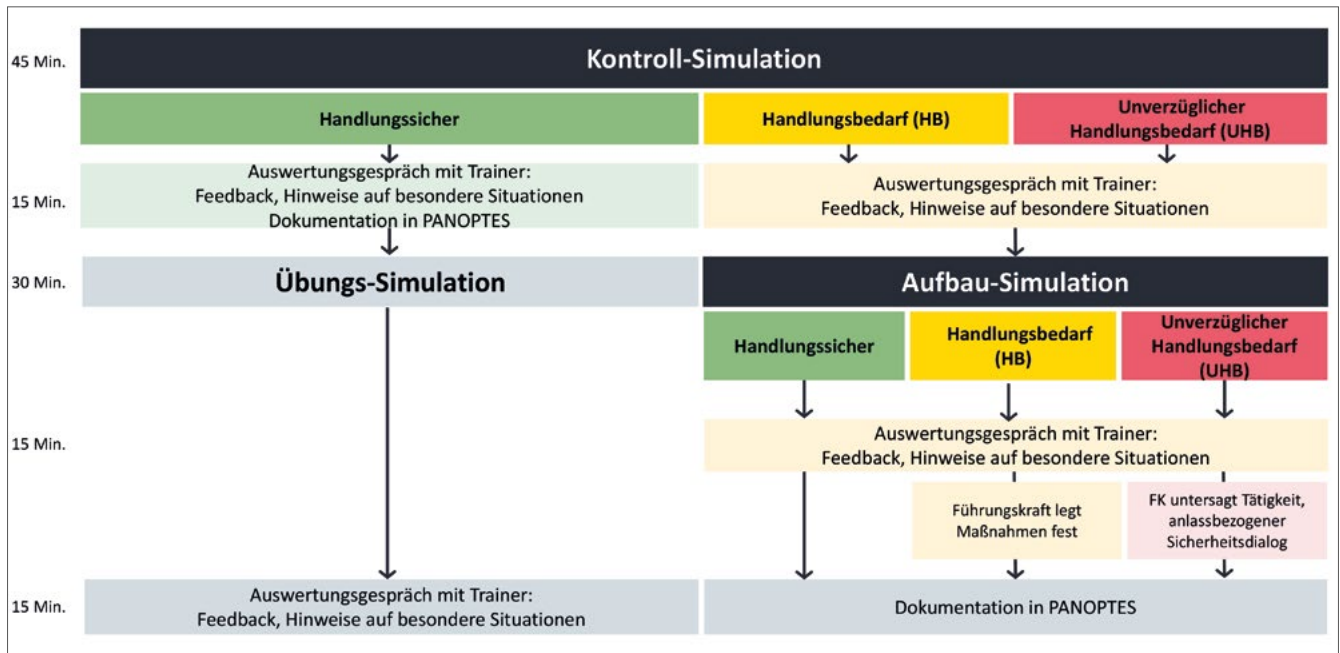 45 Min.
Kontroll-Simulation
Handlungssicher
Handlungsbedarf (HB)
Unverzüglicher
Handlungsbedarf (UHB)
15 Min.
Auswertungsgespräch mit Trainer:
Feedback, Hinweise auf besondere Situationen
Dokumentation in PANOPTES
Auswertungsgespräch mit Trainer:
Feedback, Hinweise auf besondere Situationen
30 Min.
Übungs-Simulation
Aufbau-Simulation
Handlungssicher
Handlungsbedarf
(HB)
Unverzüglicher
Handlungsbedarf
(UHB)
15 Min.
Auswertungsgespräch mit Trainer:
Feedback, Hinweise auf besondere Situationen
Führungskraft legt
Maßnahmen fest
FK untersagt Tätigkeit,
anlassbezogener
Sicherheitsdialog
15 Min.
Auswertungsgespräch mit Trainer:
Feedback, Hinweise auf besondere Situationen
Dokumentation in PANOPTES